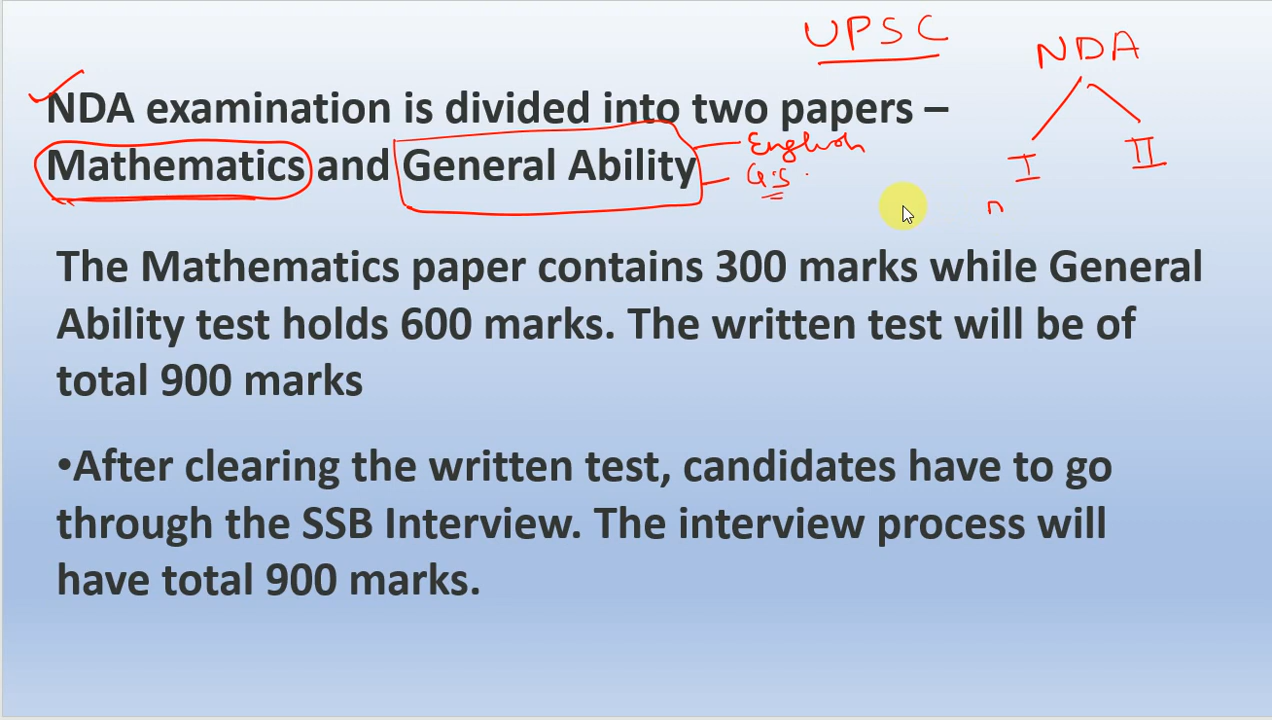 UPSC
NDA
I II
n
NDA examination is divided into two papers –
Mathematics and General Ability
English
G.S.
The Mathematics paper contains 300 marks while General
Ability test holds 600 marks. The written test will be of
total 900 marks
•After clearing the written test, candidates have to go
through the SSB Interview. The interview process will
have total 900 marks.